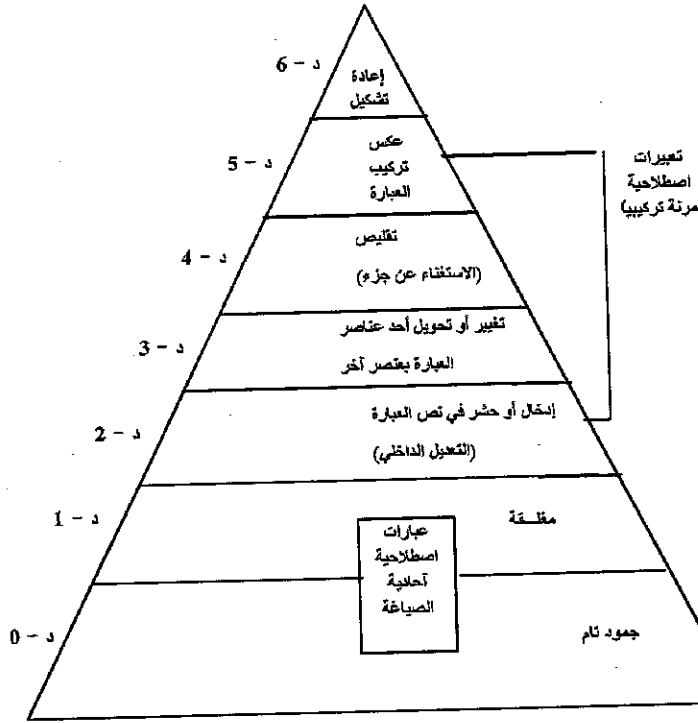 د - 6
إعادة
تشكيل
د - 5
عكس
تركيب
العبارة
تعبيرات
اصطلاحية
مرنة تركيبيا
د - 4
تقليص
(الاستغناء عن جزء)
د - 3
تغيير أو تحويل أحد عناصر
العبارة بعنصر آخر
د - 2
إدخال أو حشر في نص العبارة
(التعديل الداخلي)
د - 1
مغلقة
عبارات
اصطلاحية
آحادية
الصياغة
د - 0
جمود تام